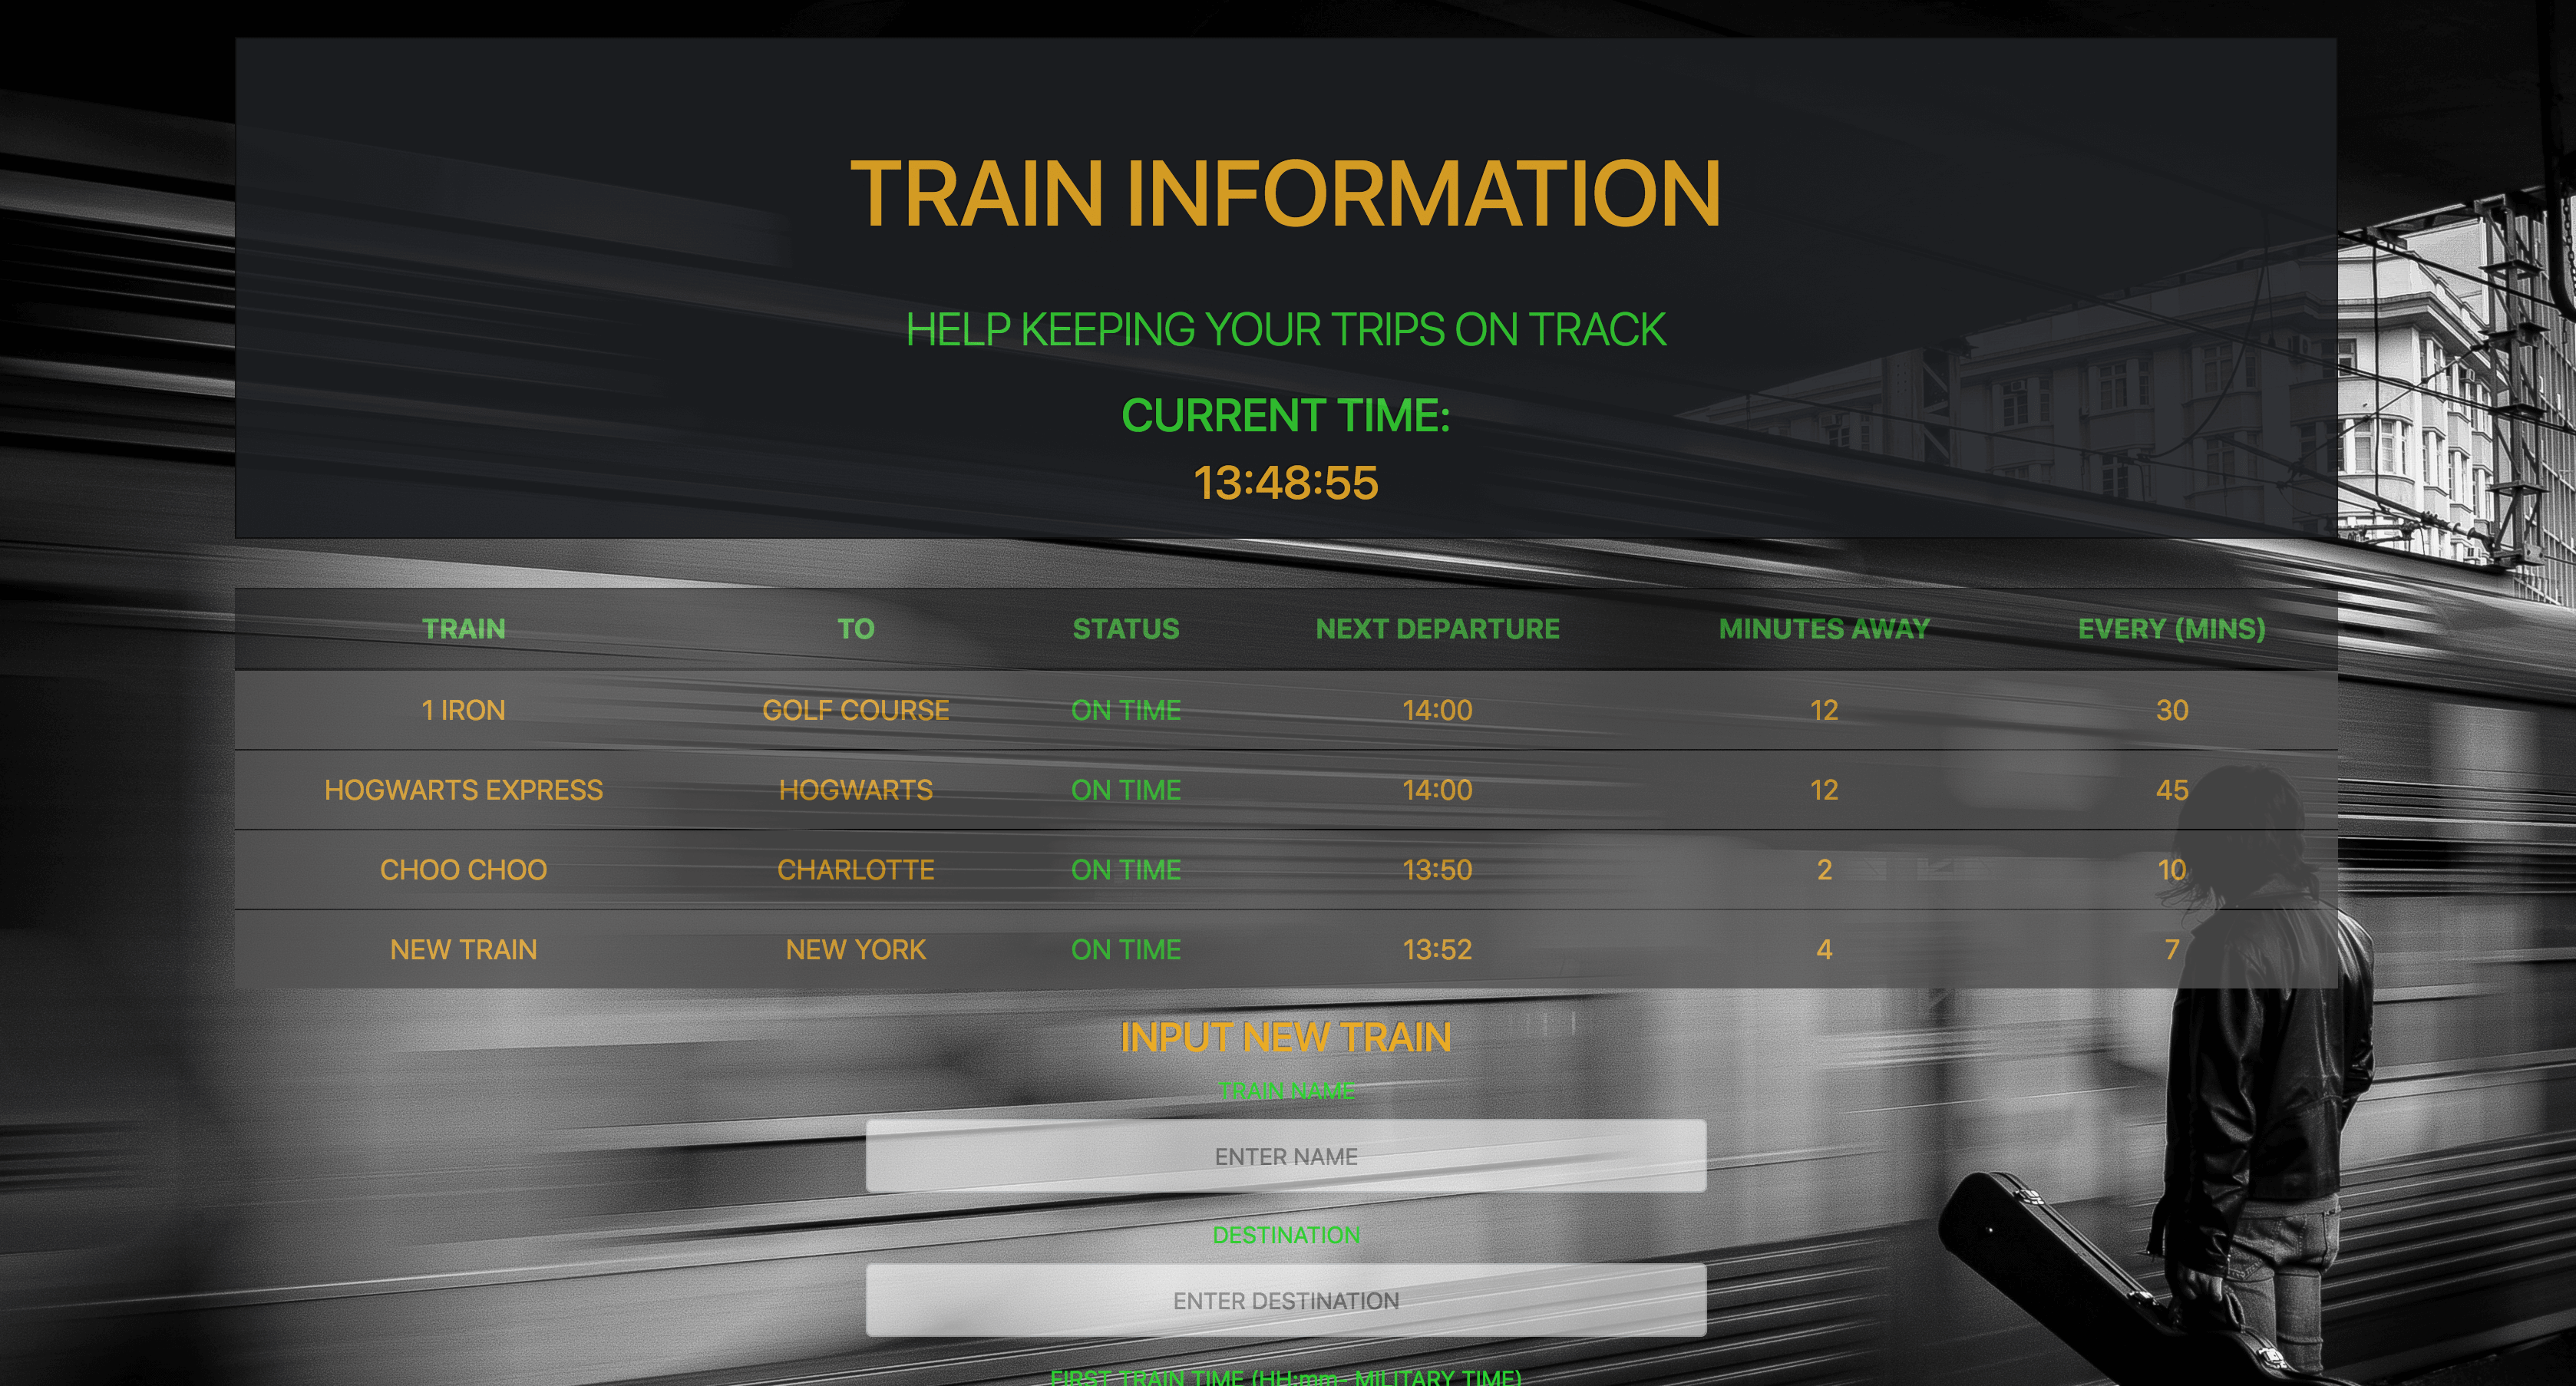 TRAIN INFORMATION
HELP KEEPING YOUR TRIPS ON TRACK
CURRENT TIME:
13:48:55
TRAIN TO STATUS NEXT DEPARTURE MINUTES AWAY EVERY (MINS)
1 IRON GOLF COURSE ON TIME 14:00 12 30
HOGWARTS EXPRESS HOGWARTS ON TIME 14:00 12 45
CHOO CHOO CHARLOTTE ON TIME 13:50 2 10
NEW TRAIN NEW YORK ON TIME 13:52 4 7
INPUT NEW TRAIN
TRAIN NAME
ENTER NAME
DESTINATION
ENTER DESTINATION
FIRST TRAIN TIME (HH:mm- MILITARY TIME)